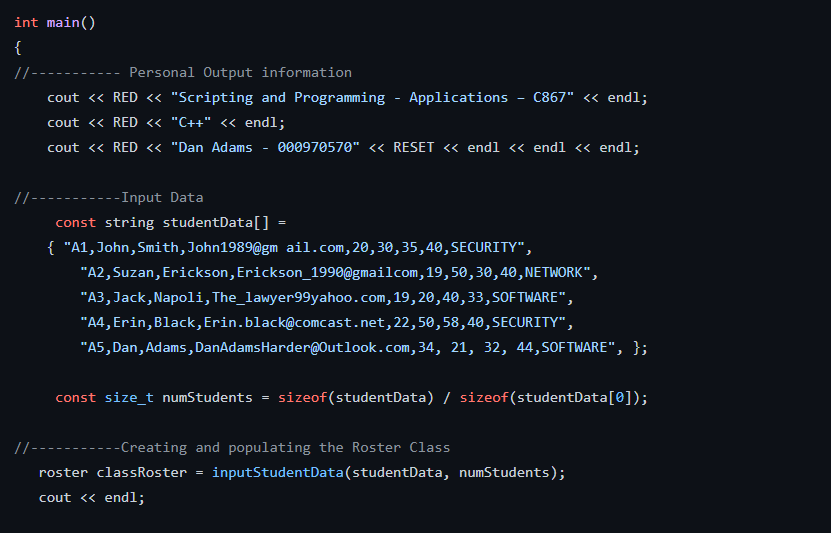 int main()
{
//----------- Personal Output information
cout << RED << "Scripting and Programming - Applications – C867" << endl;
cout << RED << "C++" << endl;
cout << RED << "Dan Adams - 000970570" << RESET << endl << endl << endl;
//-----------Input Data
const string studentData[] =
{ "A1,John,Smith,John1989@gm ail.com,20,30,35,40,SECURITY",
"A2,Suzan,Erickson,Erickson_1990@gmailcom,19,50,30,40,NETWORK",
"A3,Jack,Napoli,The_lawyer99yahoo.com,19,20,40,33,SOFTWARE",
"A4,Erin,Black,Erin.black@comcast.net,22,50,58,40,SECURITY",
"A5,Dan,Adams,DanAdamsHarder@Outlook.com,34, 21, 32, 44,SOFTWARE", };
const size_t numStudents = sizeof(studentData) / sizeof(studentData[0]);
//-----------Creating and populating the Roster Class
roster classRoster = inputStudentData(studentData, numStudents);
cout << endl;